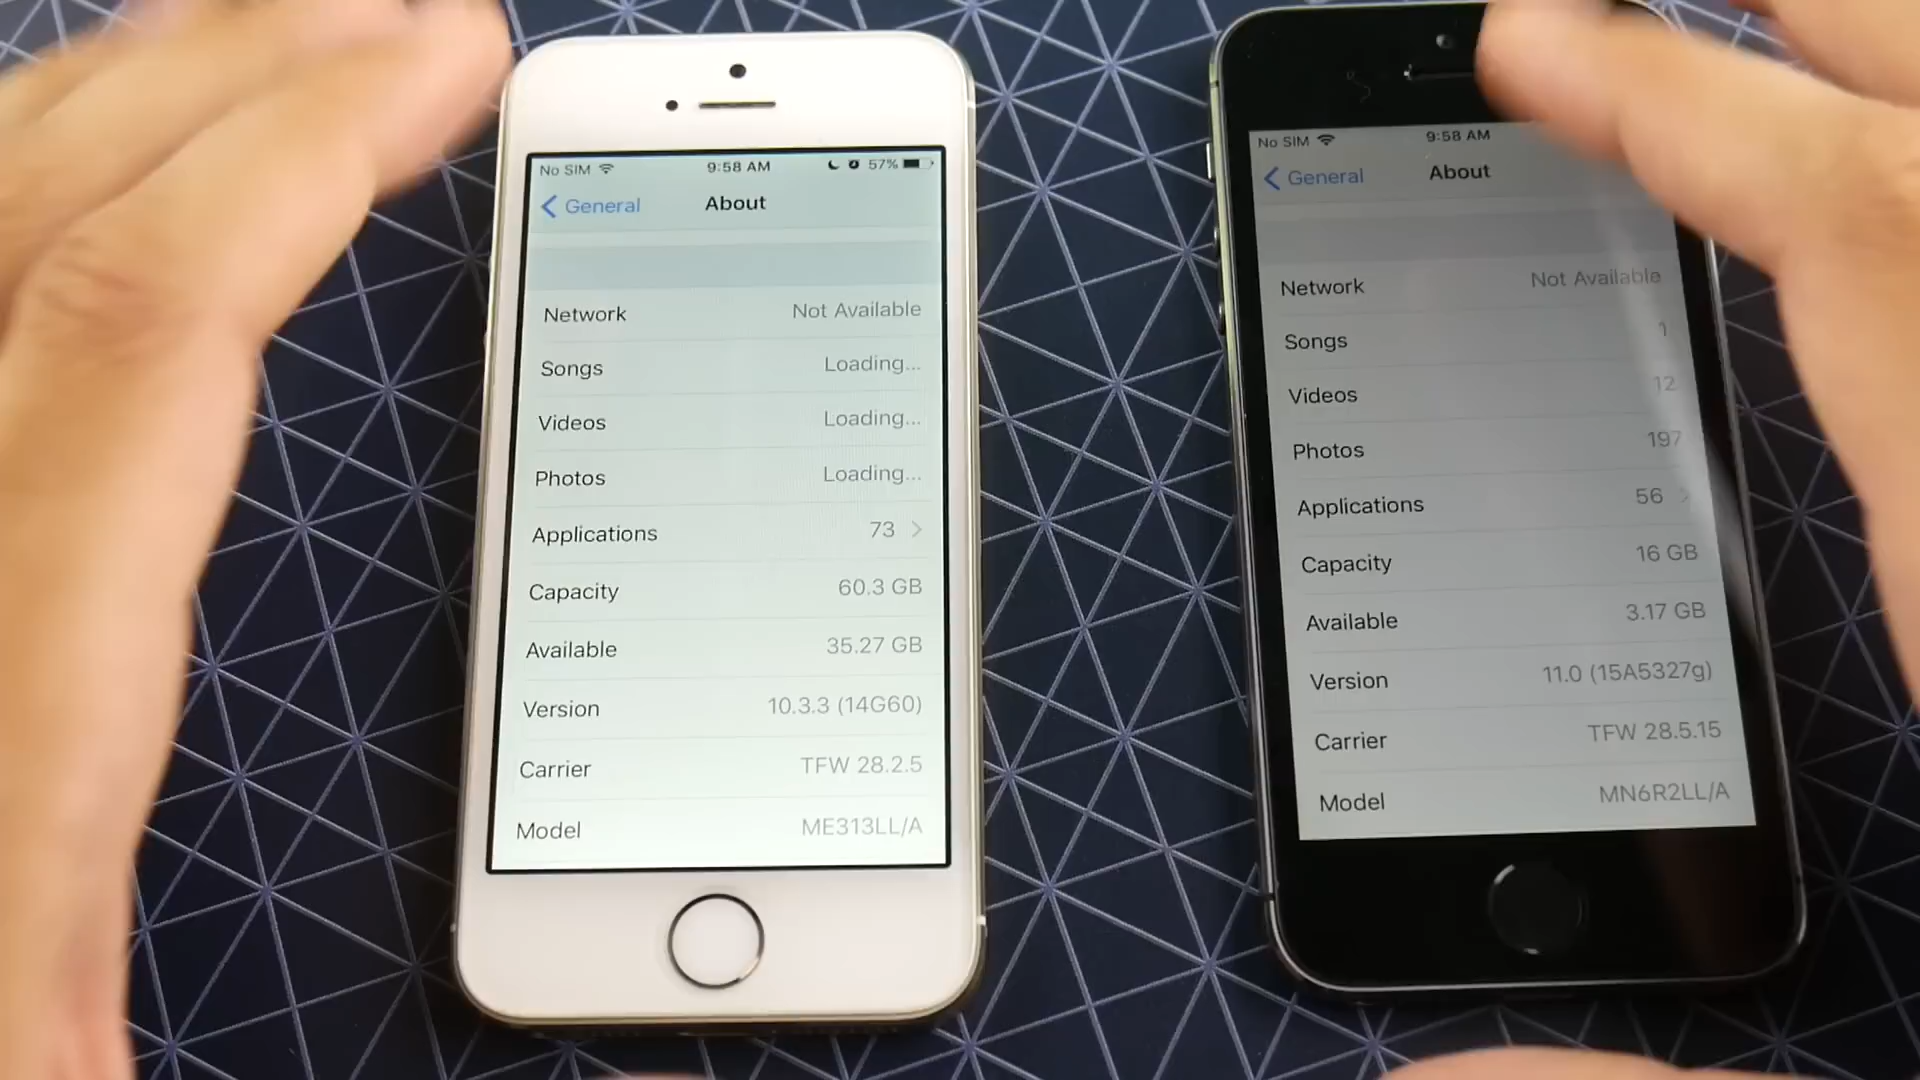 No SIM 9:58 AM 57%
General About
Network Not Available
Songs Loading...
Videos Loading...
Photos Loading...
Applications 73
Capacity 60.3 GB
Available 35.27 GB
Version 10.3.3 (14G60)
Carrier TFW 28.2.5
Model ME313LL/A
No SIM 9:58 AM
General About
Network Not Available
Songs 1
Videos 12
Photos 197
Applications 56
Capacity 16 GB
Available 3.17 GB
Version 11.0 (15A5327g)
Carrier TFW 28.5.15
Model MN6R2LL/A